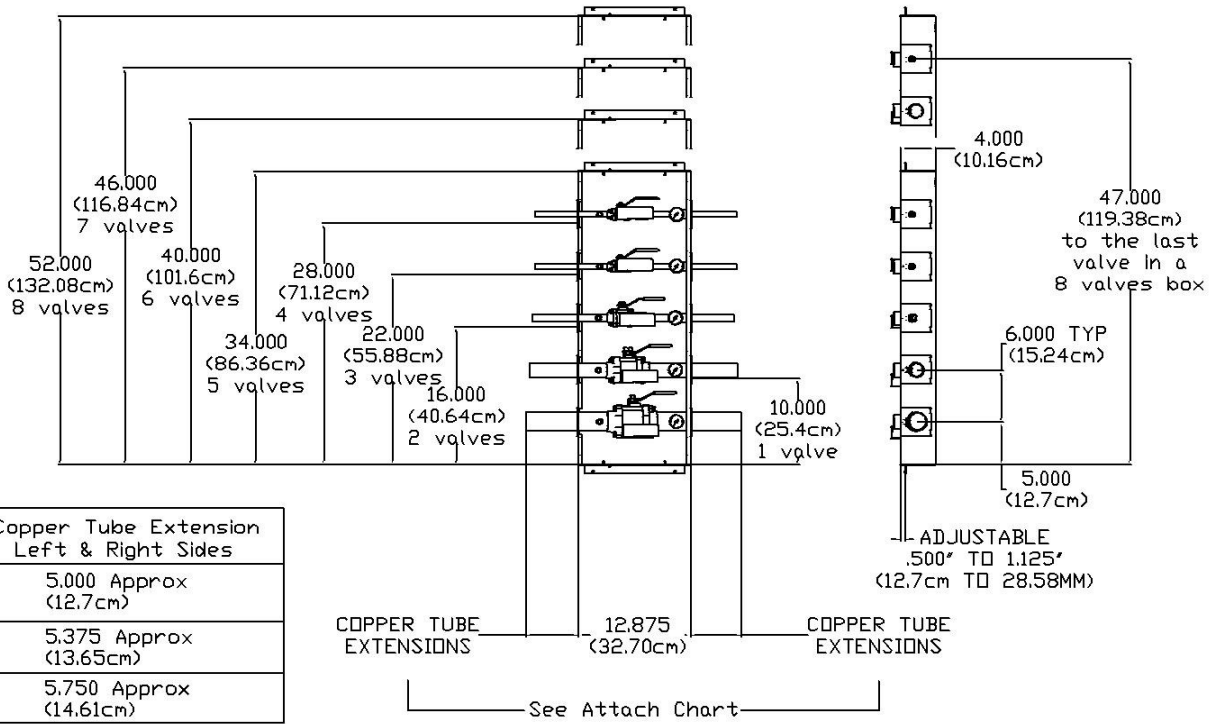 46.000
(116.84cm)
7 valves
52.000
(132.08cm)
8 valves
40.000
(101.6cm)
6 valves
28.000
(71.12cm)
4 valves
34.000
(86.36cm)
5 valves
22.000
(55.88cm)
3 valves
16.000
(40.64cm)
2 valves
10.000
(25.4cm)
1 valve
4.000
(10.16cm)
47.000
(119.38cm)
to the last
valve in a
8 valves box
6.000 TYP
(15.24cm)
5.000
(12.7cm)
ADJUSTABLE
.500" TO 1.125"
(12.7cm TO 28.58MM)
Copper Tube Extension
Left & Right Sides
5.000 Approx
(12.7cm)
5.375 Approx
(13.65cm)
5.750 Approx
(14.61cm)
COPPER TUBE
EXTENSIONS
12.875
(32.70cm)
COPPER TUBE
EXTENSIONS
See Attach Chart